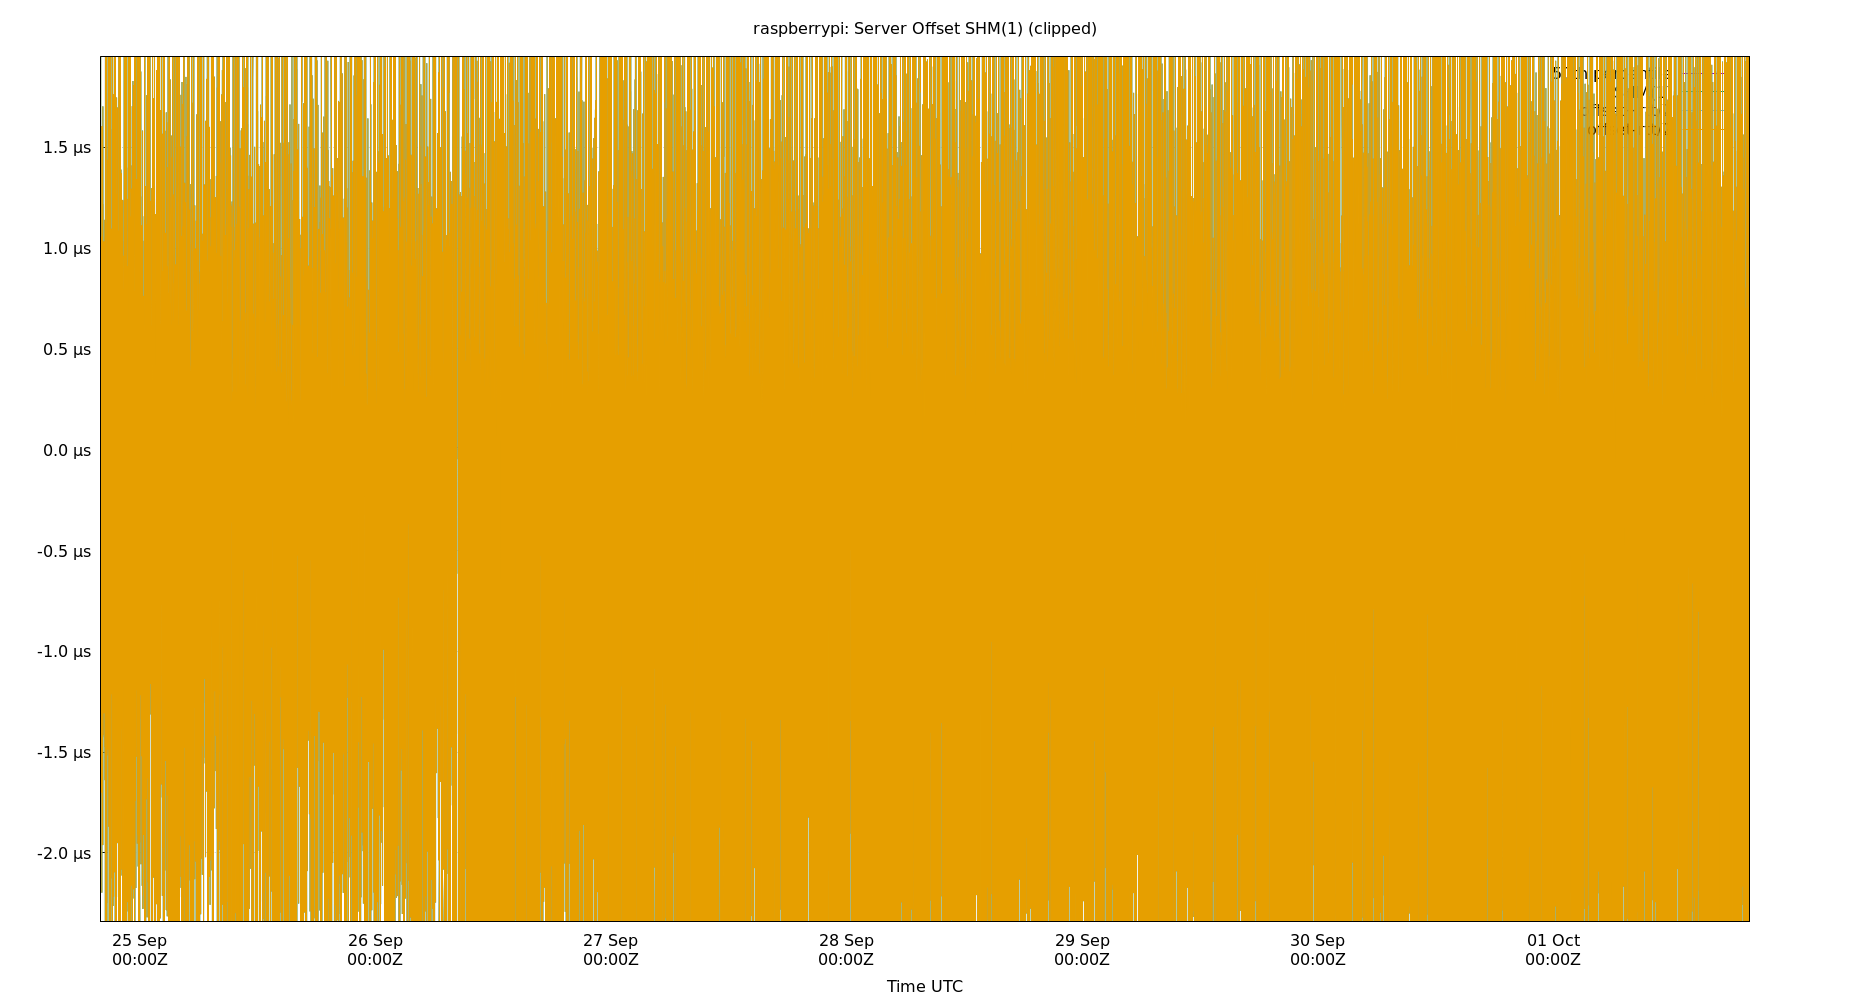 raspberrypi: Server Offset SHM(1) (clipped)
1.5 µs
1.0 µs
0.5 µs
0.0 µs
-0.5 µs
-1.0 µs
-1.5 µs
-2.0 µs
25 Sep 26 Sep 27 Sep 28 Sep 29 Sep 30 Sep 01 Oct
00:00Z 00:00Z 00:00Z 00:00Z 00:00Z 00:00Z 00:00Z
Time UTC